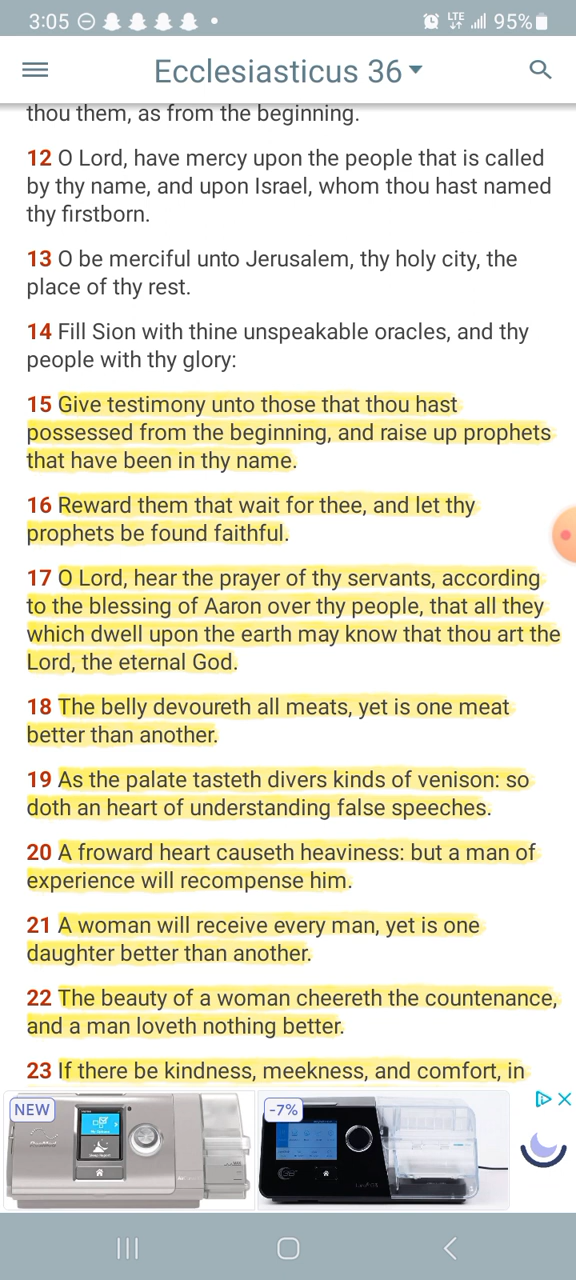 3:05
LTE
95%
Ecclesiasticus 36
thou them, as from the beginning.
12 O Lord, have mercy upon the people that is called
by thy name, and upon Israel, whom thou hast named
thy firstborn.
13 O be merciful unto Jerusalem, thy holy city, the
place of thy rest.
14 Fill Sion with thine unspeakable oracles, and thy
people with thy glory:
15 Give testimony unto those that thou hast
possessed from the beginning, and raise up prophets
that have been in thy name.
16 Reward them that wait for thee, and let thy
prophets be found faithful.
17 O Lord, hear the prayer of thy servants, according
to the blessing of Aaron over thy people, that all they
which dwell upon the earth may know that thou art the
Lord, the eternal God.
18 The belly devoureth all meats, yet is one meat
better than another.
19 As the palate tasteth divers kinds of venison: so
doth an heart of understanding false speeches.
20 A froward heart causeth heaviness: but a man of
experience will recompense him.
21 A woman will receive every man, yet is one
daughter better than another.
22 The beauty of a woman cheereth the countenance,
and a man loveth nothing better.
23 If there be kindness, meekness, and comfort, in
NEW
-7%